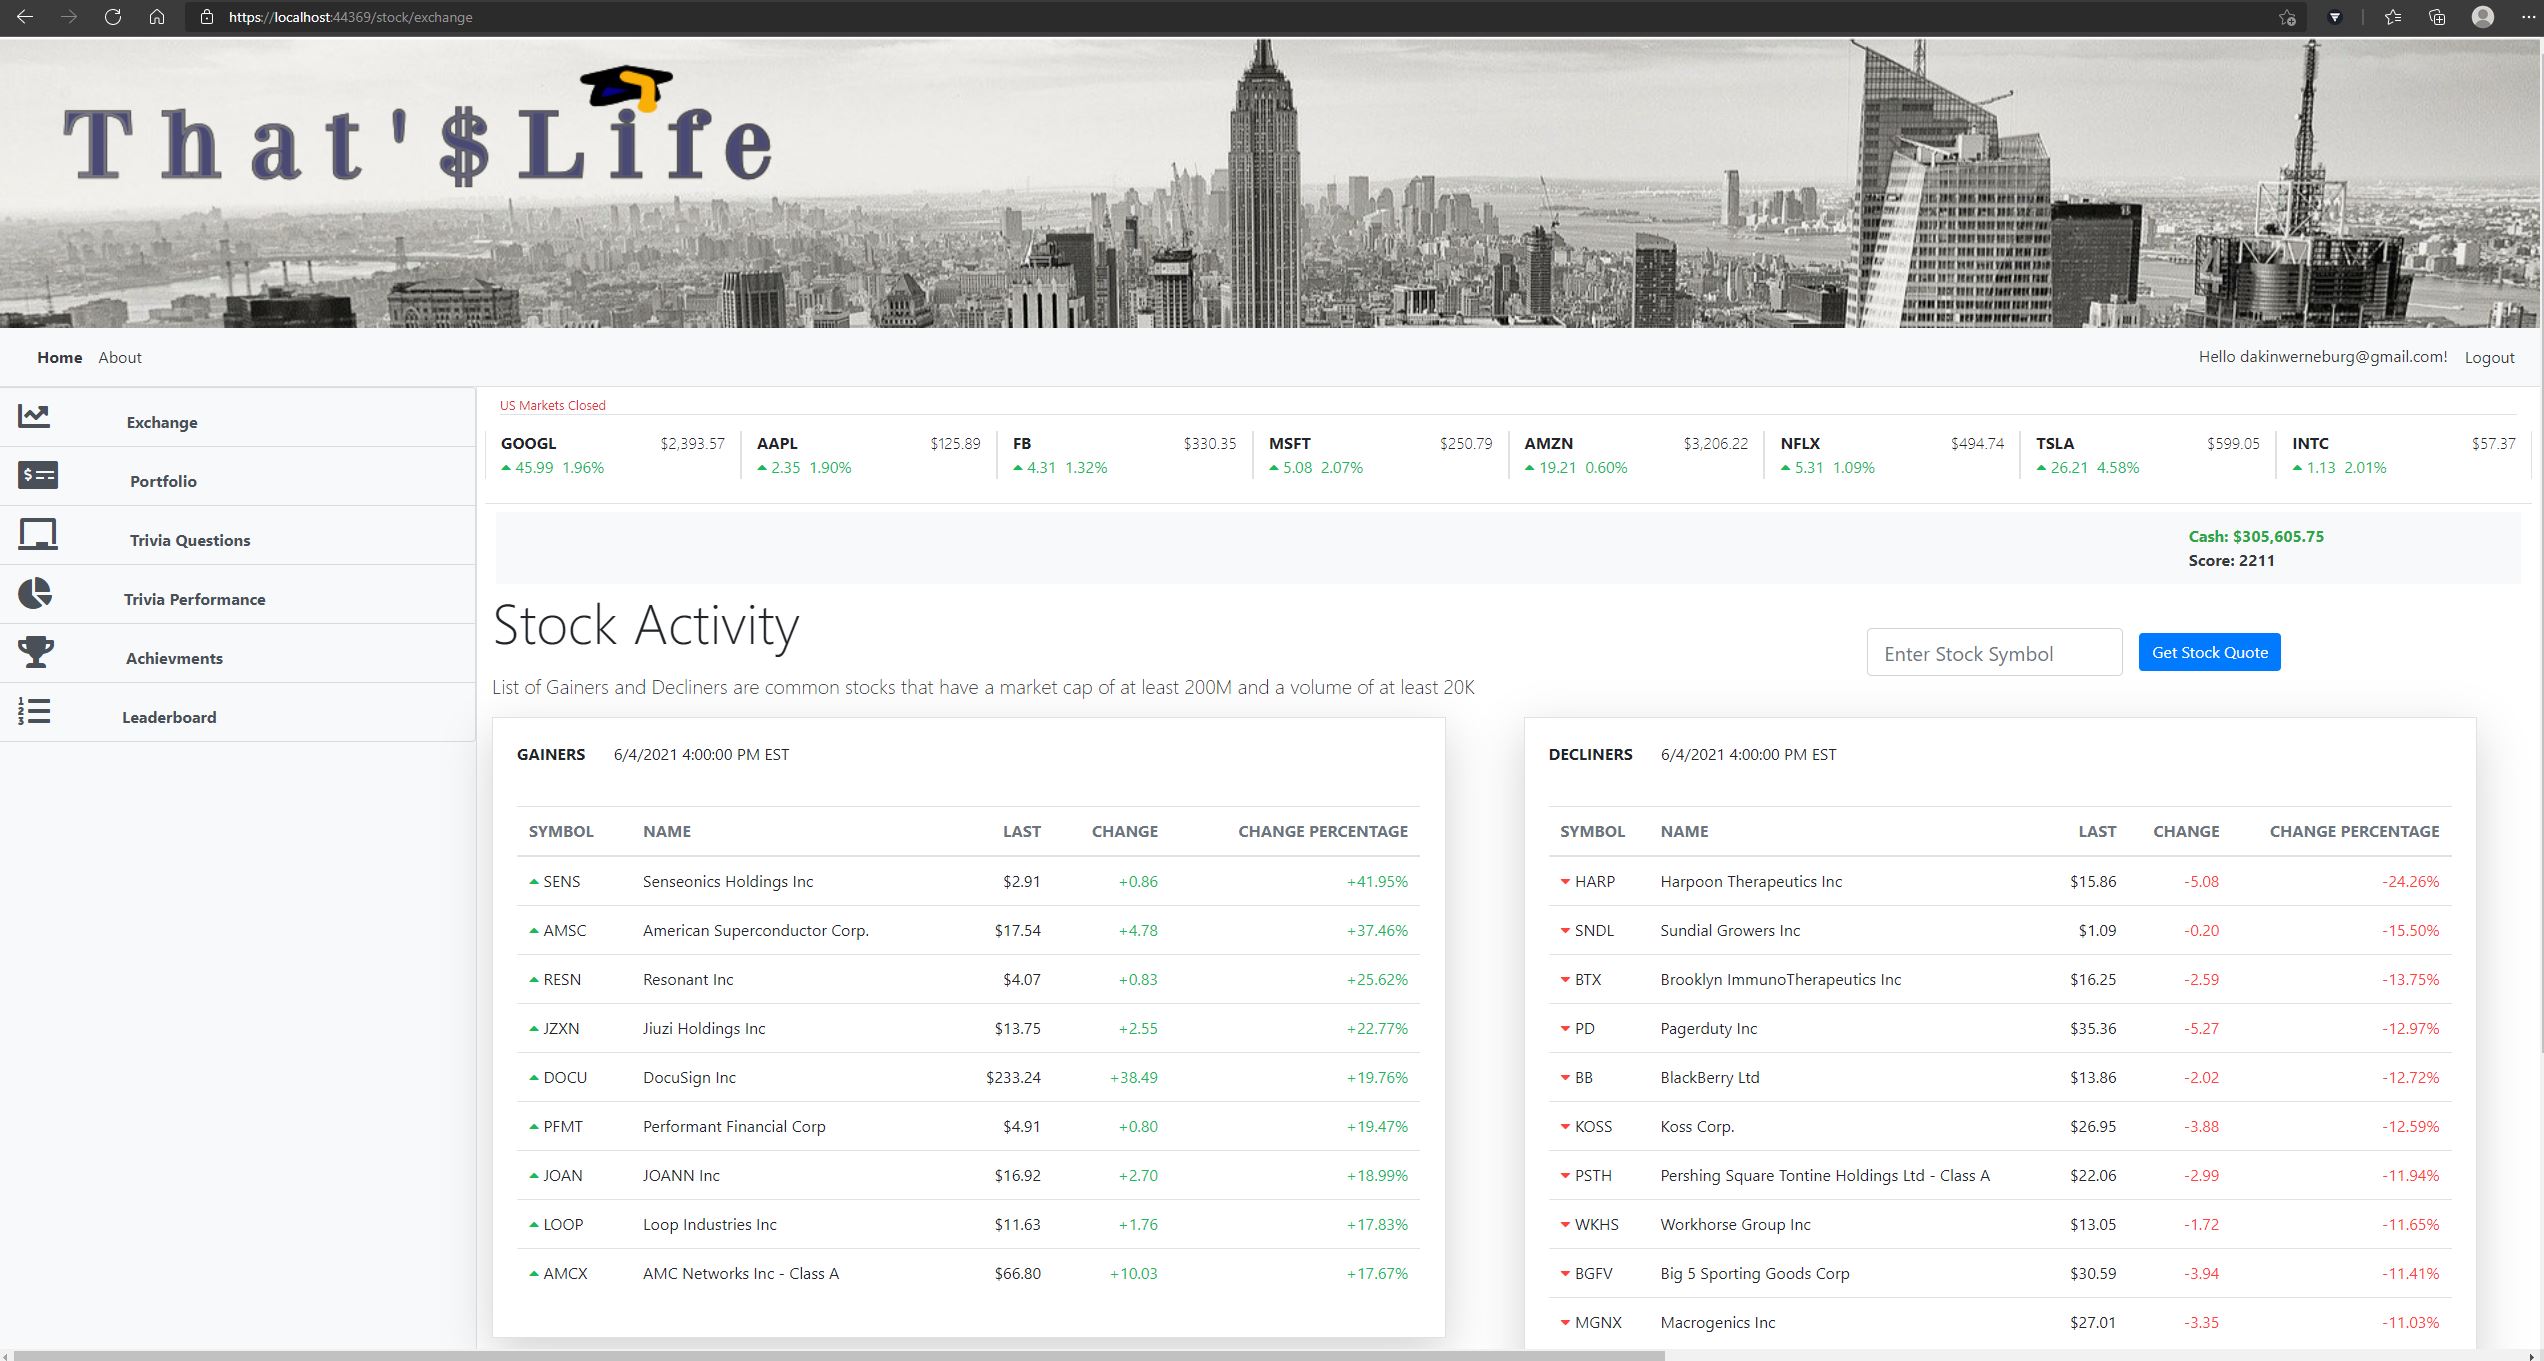 https://localhost:44369/stock/exchange
That'$Life
Home About Hello dakinwerneburg@gmail.com! Logout
Exchange
Portfolio
Trivia Questions
Trivia Performance
Achievments
Leaderboard
US Markets Closed
GOOGL $2,393.57 AAPL $125.89 FB $330.35 MSFT $250.79 AMZN $3,206.22 NFLX $494.74 TSLA $599.05 INTC $57.37
45.99 1.96% 2.35 1.90% 4.31 1.32% 5.08 2.07% 19.21 0.60% 5.31 1.09% 26.21 4.58% 1.13 2.01%
Cash: $305,605.75
Score: 2211
Stock Activity
Enter Stock Symbol Get Stock Quote
List of Gainers and Decliners are common stocks that have a market cap of at least 200M and a volume of at least 20K
GAINERS 6/4/2021 4:00:00 PM EST
SYMBOL NAME LAST CHANGE CHANGE PERCENTAGE
SENS Senseonics Holdings Inc $2.91 +0.86 +41.95%
AMSC American Superconductor Corp. $17.54 +4.78 +37.46%
RESN Resonant Inc $4.07 +0.83 +25.62%
JZXN Jiuzi Holdings Inc $13.75 +2.55 +22.77%
DOCU DocuSign Inc $233.24 +38.49 +19.76%
PFMT Performant Financial Corp $4.91 +0.80 +19.47%
JOAN JOANN Inc $16.92 +2.70 +18.99%
LOOP Loop Industries Inc $11.63 +1.76 +17.83%
AMCX AMC Networks Inc - Class A $66.80 +10.03 +17.67%
DECLINERS 6/4/2021 4:00:00 PM EST
SYMBOL NAME LAST CHANGE CHANGE PERCENTAGE
HARP Harpoon Therapeutics Inc $15.86 -5.08 -24.26%
SNDL Sundial Growers Inc $1.09 -0.20 -15.50%
BTX Brooklyn ImmunoTherapeutics Inc $16.25 -2.59 -13.75%
PD Pagerduty Inc $35.36 -5.27 -12.97%
BB BlackBerry Ltd $13.86 -2.02 -12.72%
KOSS Koss Corp. $26.95 -3.88 -12.59%
PSTH Pershing Square Tontine Holdings Ltd - Class A $22.06 -2.99 -11.94%
WKHS Workhorse Group Inc $13.05 -1.72 -11.65%
BGFV Big 5 Sporting Goods Corp $30.59 -3.94 -11.41%
MGNX Macrogenics Inc $27.01 -3.35 -11.03%